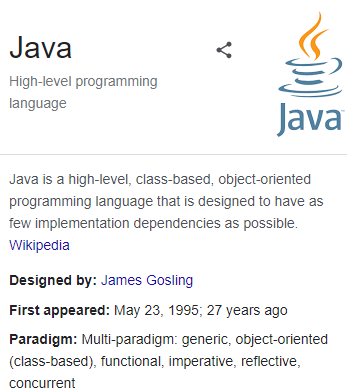 Java
High-level programming
language
Java
Java is a high-level, class-based, object-oriented
programming language that is designed to have as
few implementation dependencies as possible.
Wikipedia
Designed by: James Gosling
First appeared: May 23, 1995; 27 years ago
Paradigm: Multi-paradigm: generic, object-oriented
(class-based), functional, imperative, reflective,
concurrent